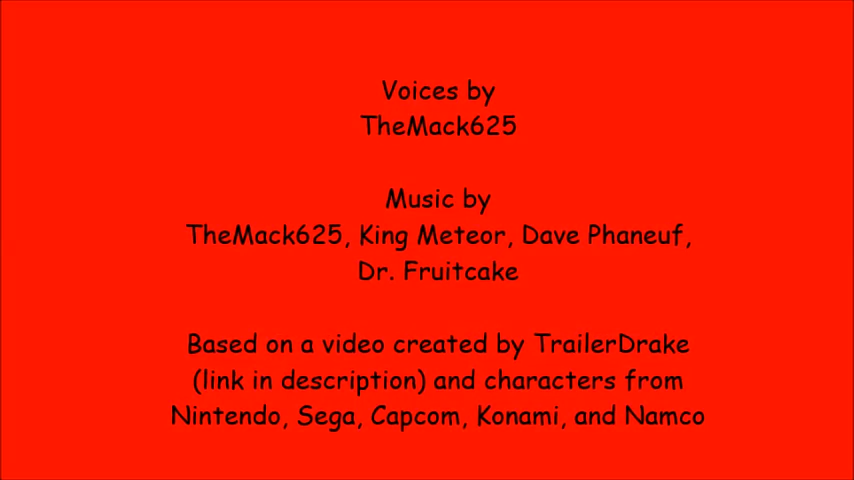 Voices by
TheMack625
Music by
TheMack625, King Meteor, Dave Phaneuf,
Dr. Fruitcake
Based on a video created by TrailerDrake
(link in description) and characters from
Nintendo, Sega, Capcom, Konami, and Namco